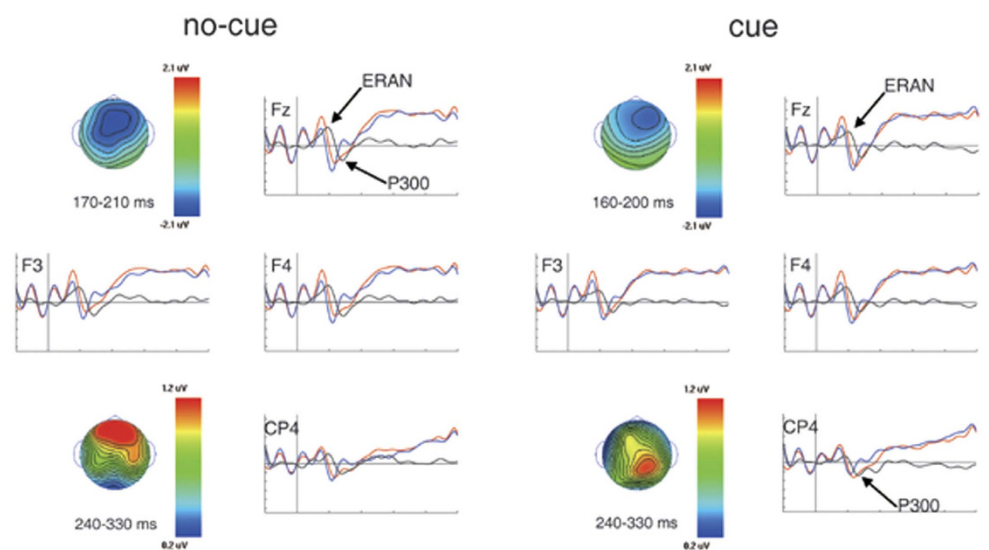 no-cue
cue
2.1 uV
ERAN
Fz
P300
170-210 ms
-2.1 uV
2.1 uV
ERAN
Fz
160-200 ms
-2.1 uV
F3
F4
F3
F4
1.2 uV
CP4
240-330 ms
0.2 uV
1.2 uV
CP4
P300
240-330 ms
0.2 uV